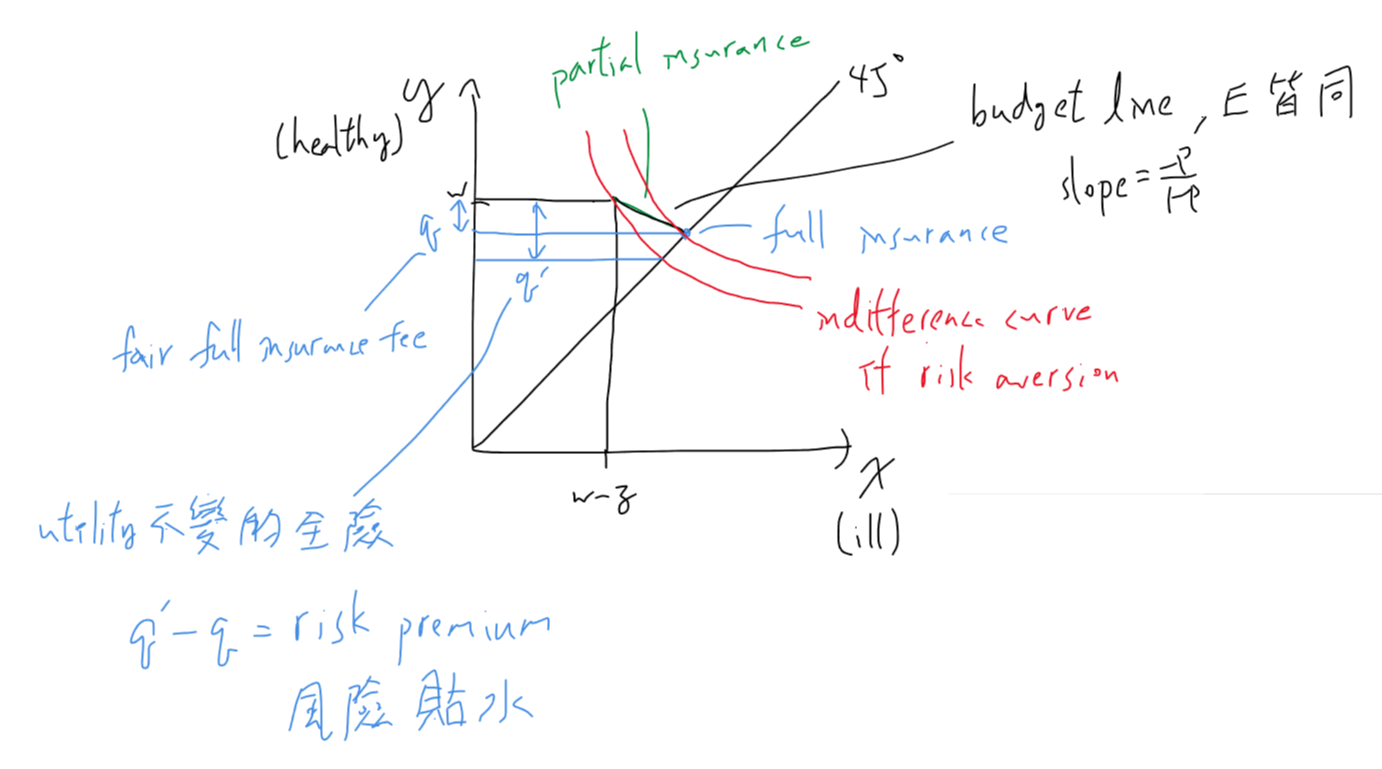 partial insurance
y
(healthy)
45°
budget line, E 皆同
slope = -P/1-P
w
q
q'
full insurance
fair full insurance fee
indifference curve
if risk aversion
w-z
x
(ill)
utility不變的全險
q'-q = risk premium
風險貼水